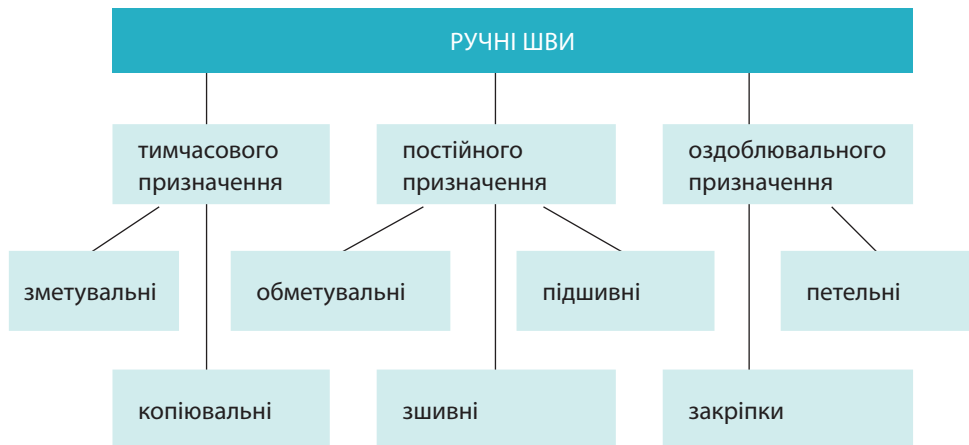 РУЧНІ ШВИ
тимчасового
призначення
постійного
призначення
оздоблювального
призначення
зметувальні
обметувальні
підшивні
петельні
копіювальні
зшивні
закріпки